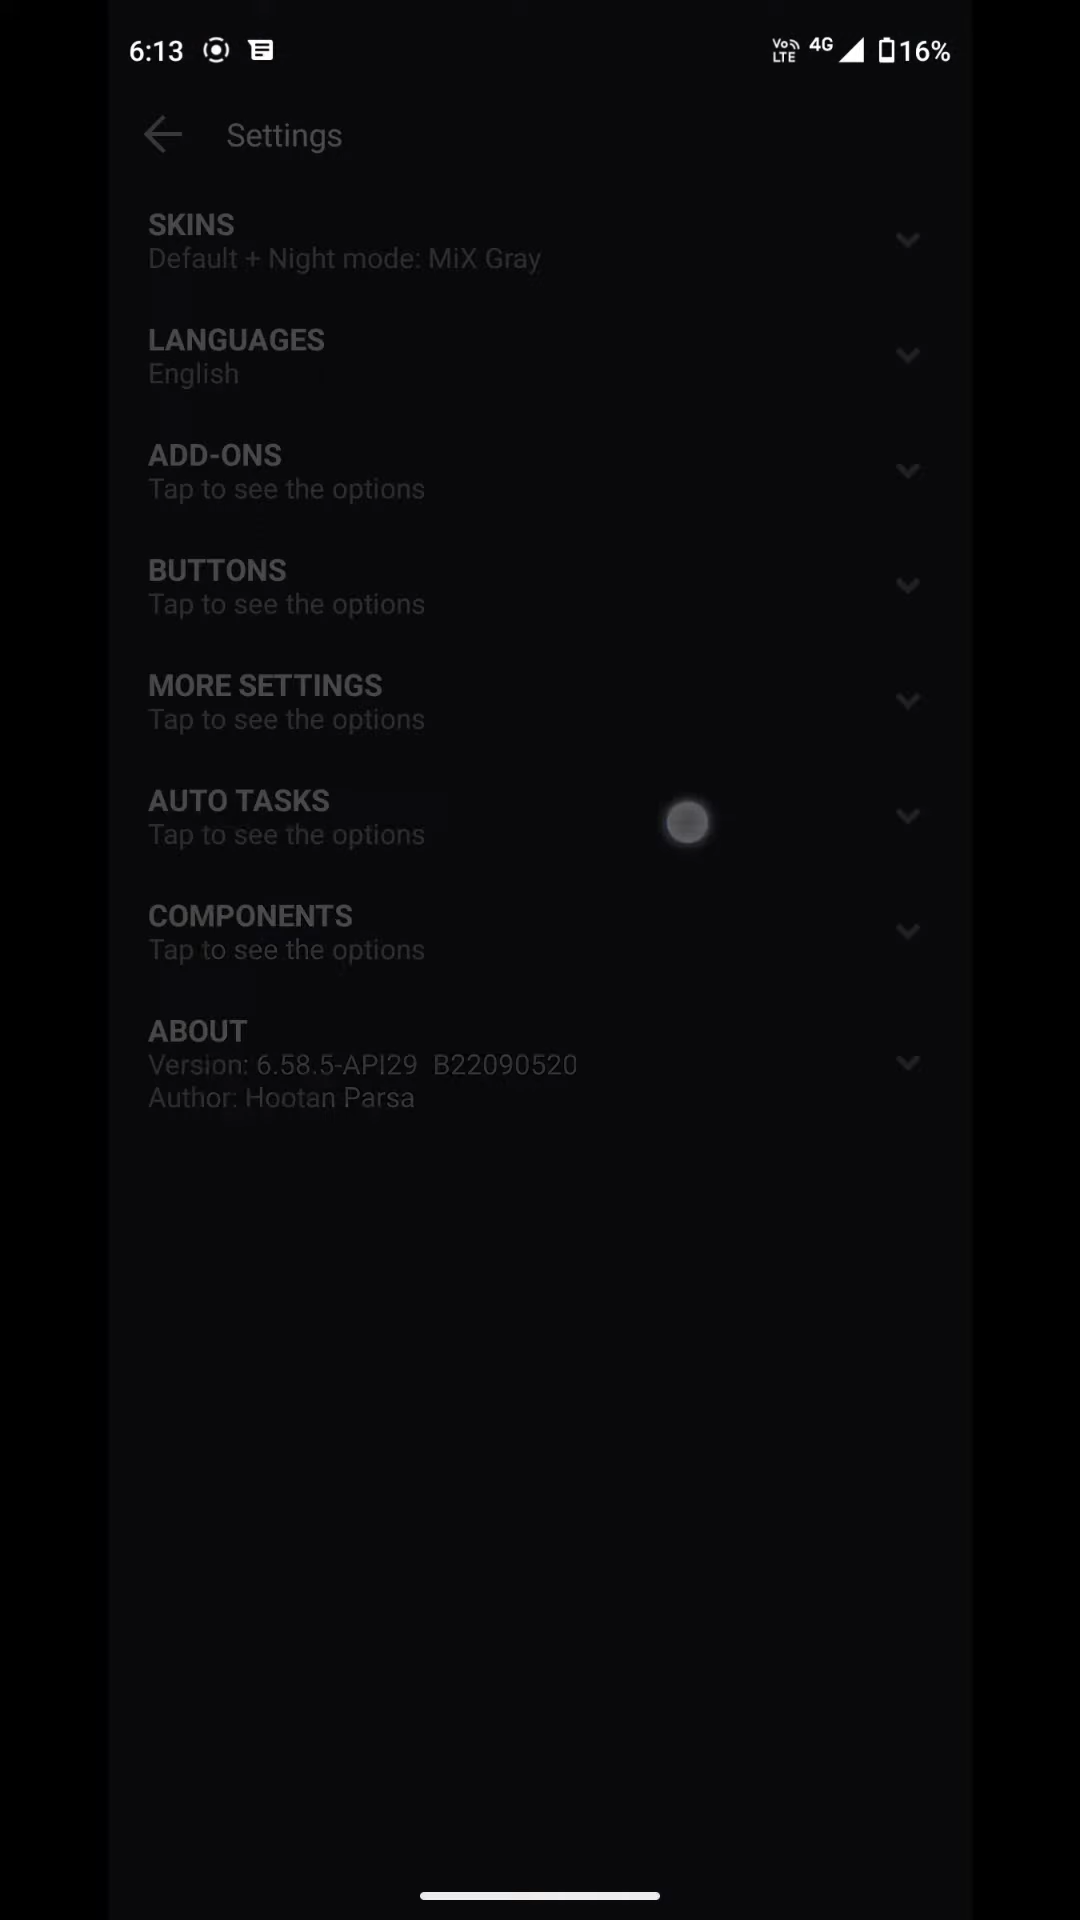 6:13
VoLTE 4G 16%
Settings
SKINS
Default + Night mode: MiX Gray
LANGUAGES
English
ADD-ONS
Tap to see the options
BUTTONS
Tap to see the options
MORE SETTINGS
Tap to see the options
AUTO TASKS
Tap to see the options
COMPONENTS
Tap to see the options
ABOUT
Version: 6.58.5-API29 B22090520
Author: Hootan Parsa